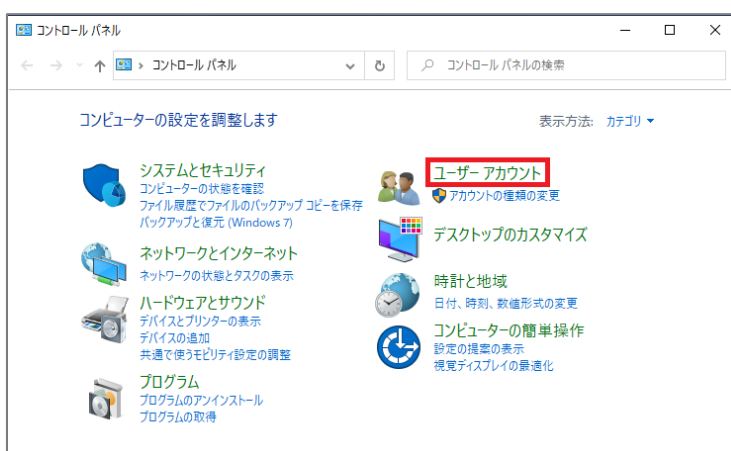 コントロール パネル
コントロール パネル
コントロール パネルの検索
コンピューターの設定を調整します
表示方法: カテゴリ
システムとセキュリティ
コンピューターの状態を確認
ファイル履歴でファイルのバックアップ コピーを保存
バックアップと復元 (Windows 7)
ネットワークとインターネット
ネットワークの状態とタスクの表示
ハードウェアとサウンド
デバイスとプリンターの表示
デバイスの追加
共通で使うモビリティ設定の調整
プログラム
プログラムのアンインストール
プログラムの取得
ユーザー アカウント
アカウントの種類の変更
デスクトップのカスタマイズ
時計と地域
日付、時刻、数値形式の変更
コンピューターの簡単操作
設定の提案の表示
視覚ディスプレイの最適化